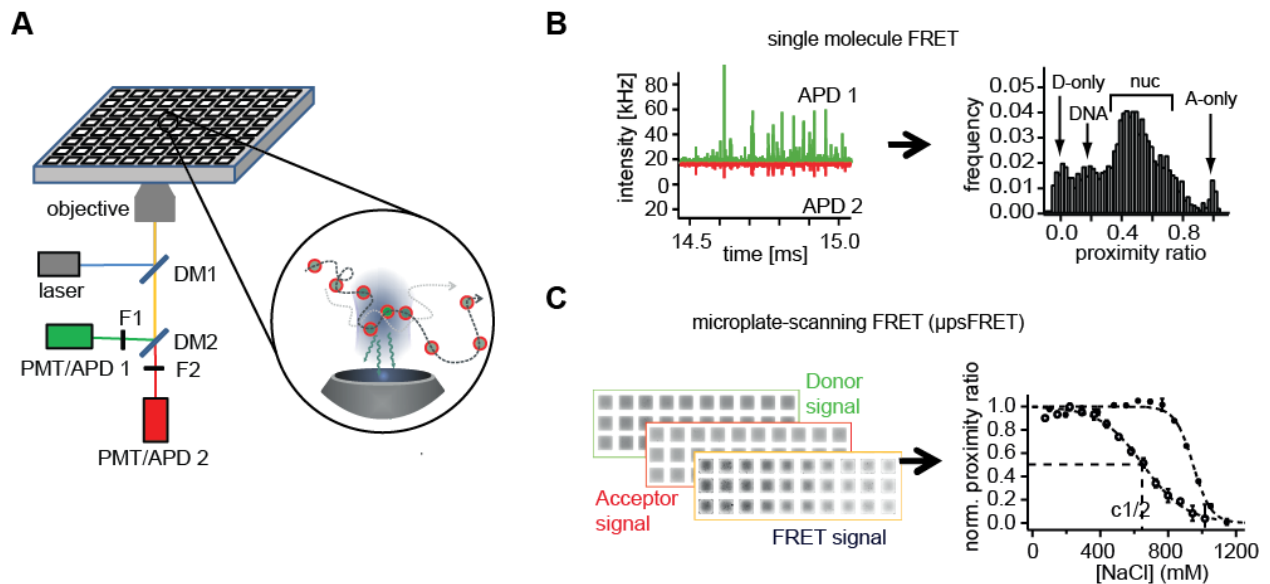 A
objective
laser
DM1
F1
DM2
PMT/APD 1
F2
PMT/APD 2
B
single molecule FRET
intensity [kHz]
80
60
40
20
0
20
APD 1
APD 2
14.5
15.0
time [ms]
frequency
0.05
0.04
0.03
0.02
0.01
0.00
D-only
nuc
DNA
A-only
0.0
0.4
0.8
proximity ratio
C
microplate-scanning FRET (µpsFRET)
Donor
signal
Acceptor
signal
FRET signal
norm. proximity ratio
1.0
0.8
0.6
0.4
0.2
0.0
c1/2
0
400
800
1200
[NaCl] (mM)